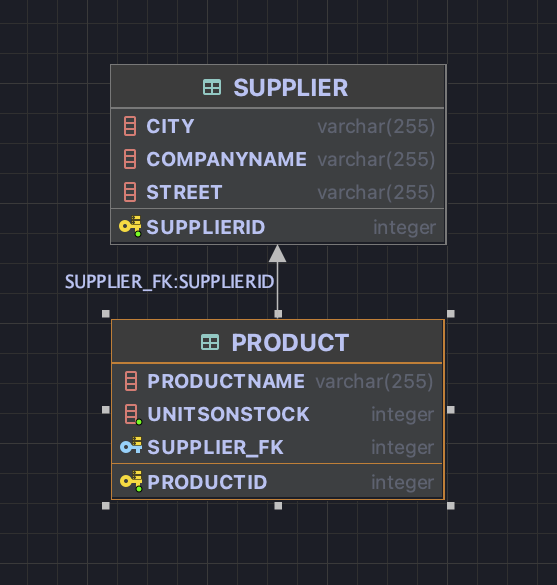 SUPPLIER
CITY varchar(255)
COMPANYNAME varchar(255)
STREET varchar(255)
SUPPLIERID integer
SUPPLIER_FK:SUPPLIERID
PRODUCT
PRODUCTNAME varchar(255)
UNITSONSTOCK integer
SUPPLIER_FK integer
PRODUCTID integer